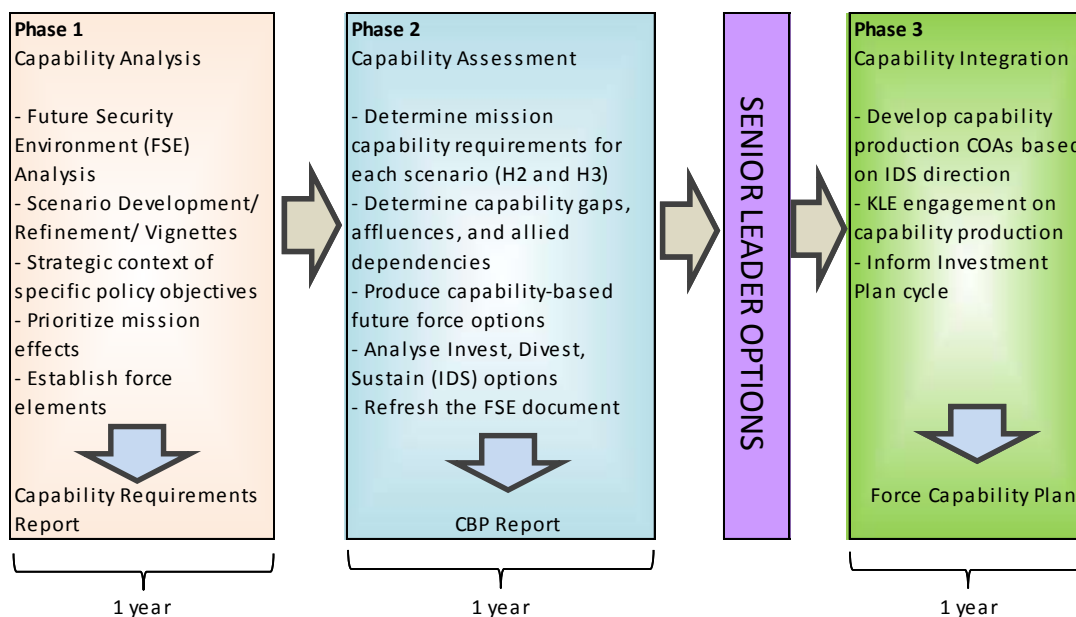 Phase 1
Capability Analysis
- Future Security
Environment (FSE)
Analysis
- Scenario Development/
Refinement/ Vignettes
- Strategic context of
specific policy objectives
- Prioritize mission
effects
- Establish force
elements
Capability Requirements
Report
1 year
Phase 2
Capability Assessment
- Determine mission
capability requirements for
each scenario (H2 and H3)
- Determine capability gaps,
affluences, and allied
dependencies
- Produce capability-based
future force options
- Analyse Invest, Divest,
Sustain (IDS) options
- Refresh the FSE document
CBP Report
1 year
SENIOR LEADER OPTIONS
Phase 3
Capability Integration
- Develop capability
production COAs based
on IDS direction
- KLE engagement on
capability production
- Inform Investment
Plan cycle
Force Capability Plan
1 year